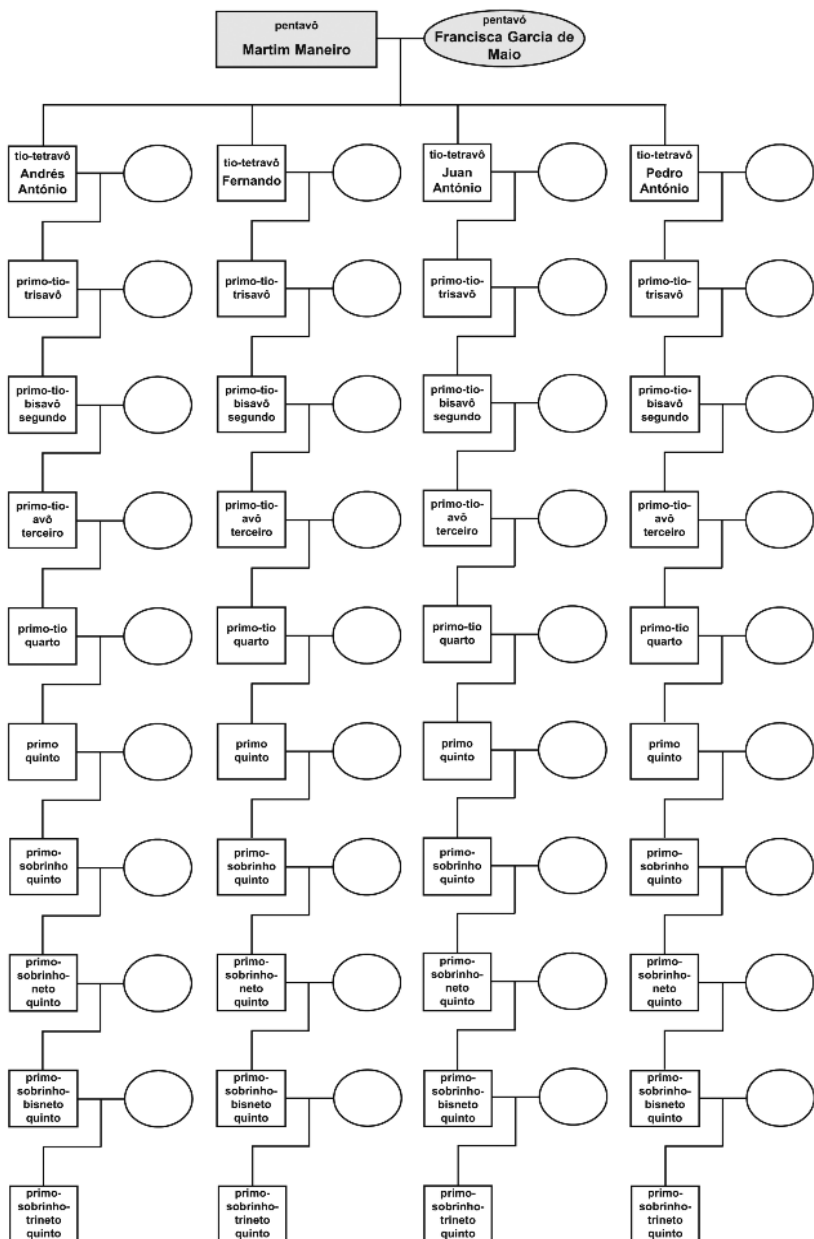 pentavô
Martim Maneiro
pentavó
Francisca Garcia de
Maio
tio-tetravô
Andrés
António
tio-tetravô
Fernando
tio-tetravô
Juan
António
tio-tetravô
Pedro
António
primo-tio-
trisavô
primo-tio-
trisavô
primo-tio-
trisavô
primo-tio-
trisavô
primo-tio-
bisavô
segundo
primo-tio-
bisavô
segundo
primo-tio-
bisavô
segundo
primo-tio-
bisavô
segundo
primo-tio-
avô
terceiro
primo-tio-
avô
terceiro
primo-tio-
avô
terceiro
primo-tio-
avô
terceiro
primo-tio
quarto
primo-tio
quarto
primo-tio
quarto
primo-tio
quarto
primo
quinto
primo
quinto
primo
quinto
primo
quinto
primo-
sobrinho
quinto
primo-
sobrinho
quinto
primo-
sobrinho
quinto
primo-
sobrinho
quinto
primo-
sobrinho-
neto
quinto
primo-
sobrinho-
neto
quinto
primo-
sobrinho-
neto
quinto
primo-
sobrinho-
neto
quinto
primo-
sobrinho-
bisneto
quinto
primo-
sobrinho-
bisneto
quinto
primo-
sobrinho-
bisneto
quinto
primo-
sobrinho-
bisneto
quinto
primo-
sobrinho-
trineto
quinto
primo-
sobrinho-
trineto
quinto
primo-
sobrinho-
trineto
quinto
primo-
sobrinho-
trineto
quinto